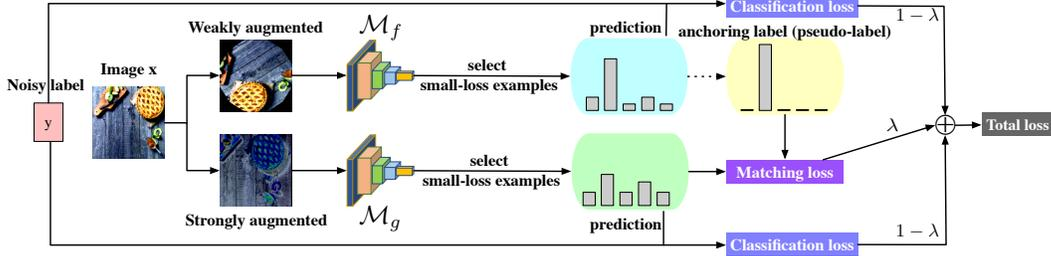 Classification loss
1 − λ
Weakly augmented
M_f
prediction
anchoring label (pseudo-label)
Image x
Noisy label
select
small-loss examples
y
λ
Total loss
select
small-loss examples
Matching loss
Strongly augmented
M_g
prediction
1 − λ
Classification loss